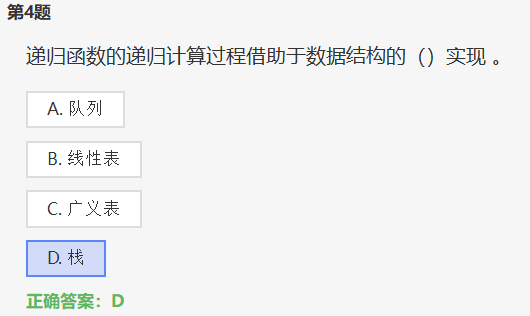 第4题
递归函数的递归计算过程借助于数据结构的（）实现 。
A. 队列
B. 线性表
C. 广义表
D. 栈
正确答案：D